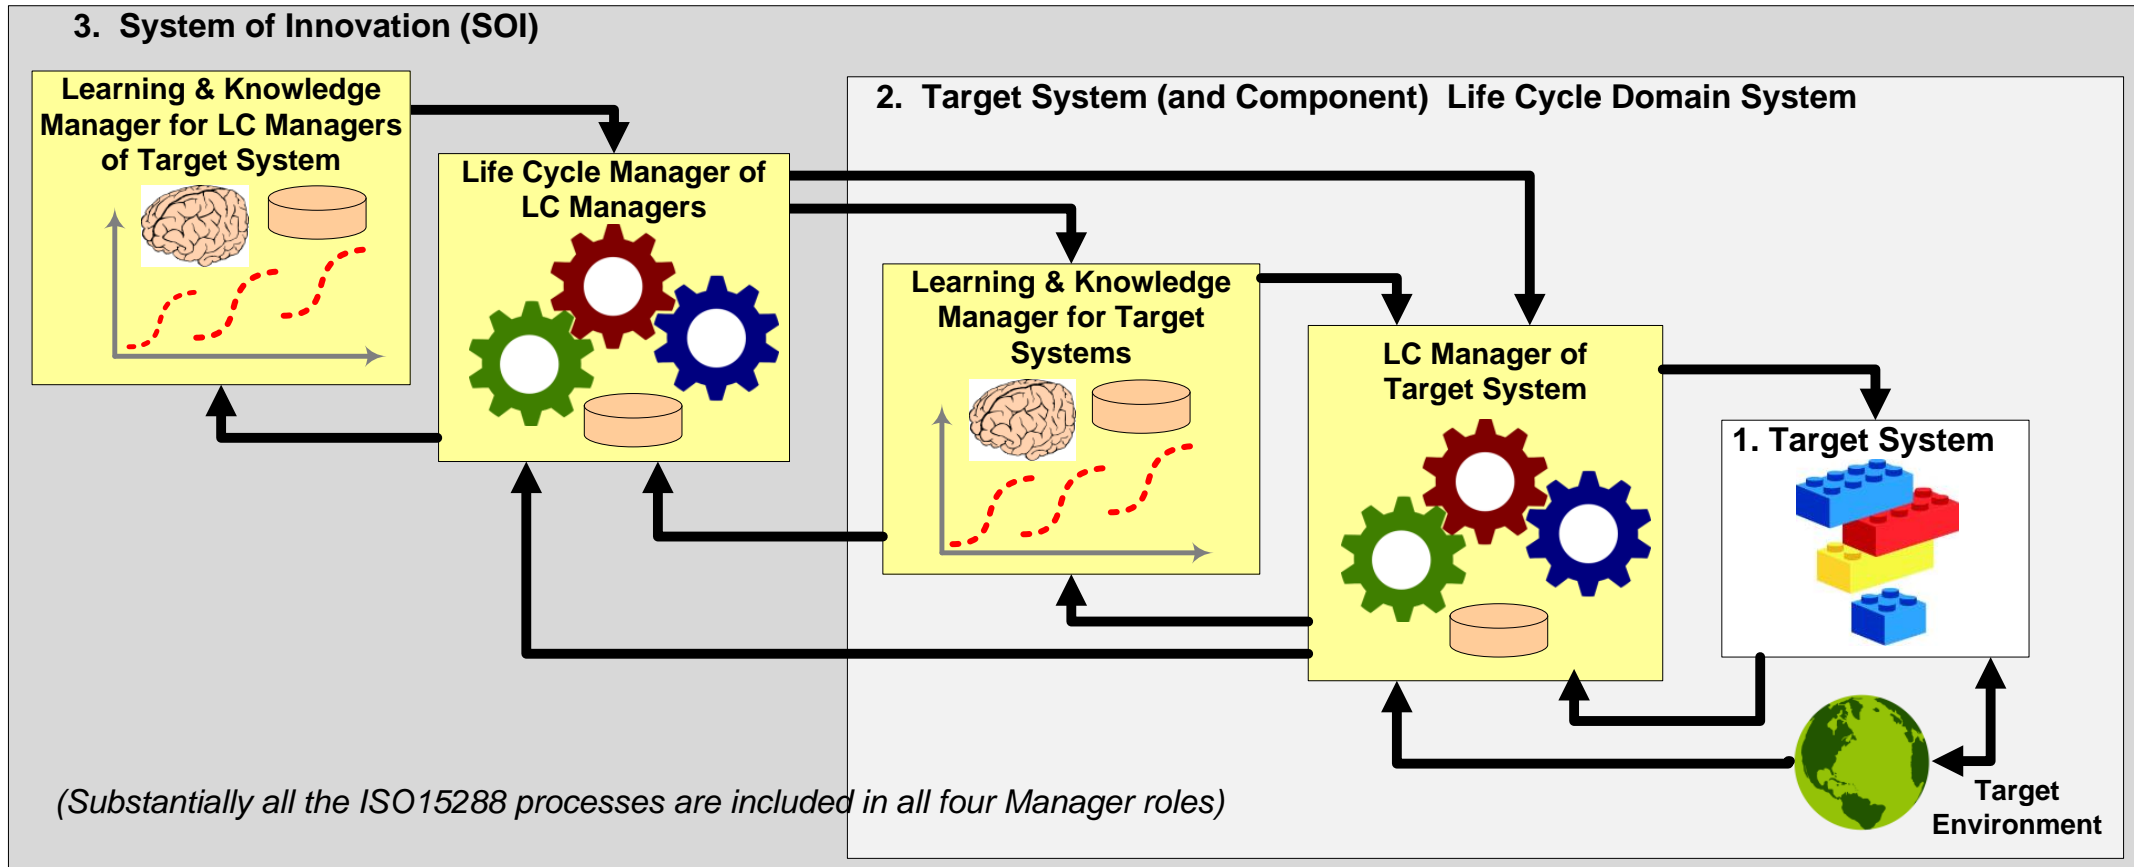 3. System of Innovation (SOI)
Learning & Knowledge
Manager for LC Managers
of Target System
2. Target System (and Component) Life Cycle Domain System
Life Cycle Manager of
LC Managers
Learning & Knowledge
Manager for Target
Systems
LC Manager of
Target System
1. Target System
Target
Environment
(Substantially all the ISO15288 processes are included in all four Manager roles)